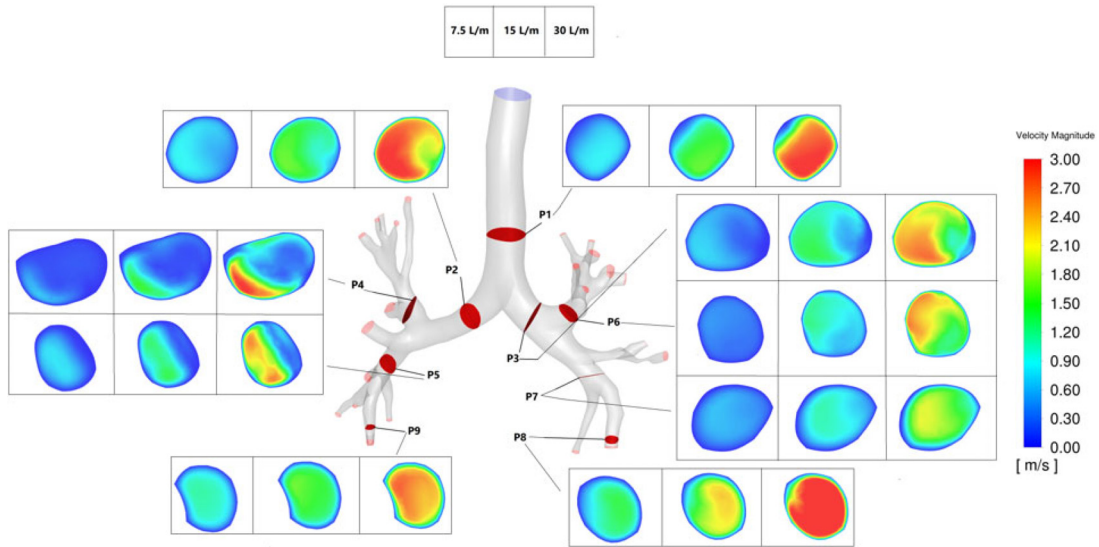 7.5 L/m 15 L/m 30 L/m
Velocity Magnitude
3.00
2.70
2.40
2.10
1.80
1.50
1.20
0.90
0.60
0.30
0.00
[ m/s ]
P1
P2
P4
P6
P3
P5
P7
P9
P8